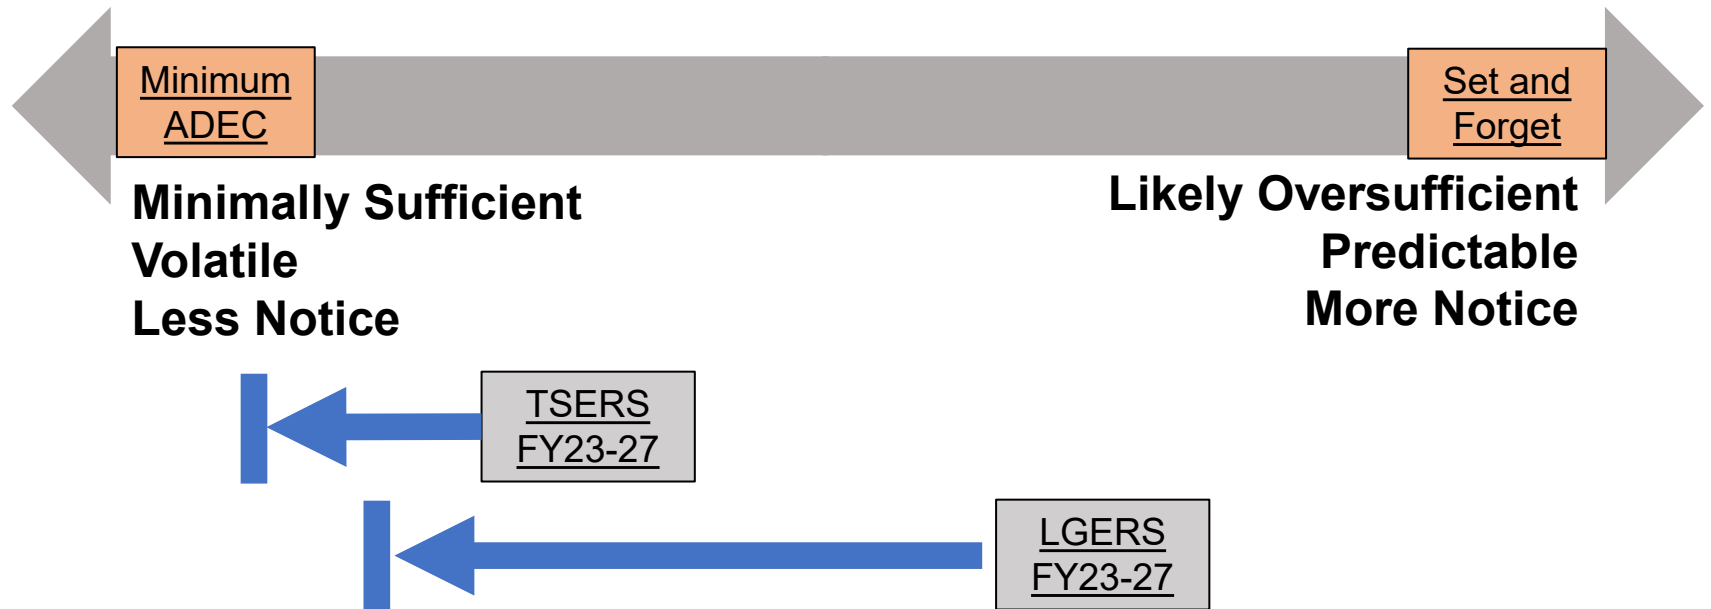 Minimum
ADEC
Set and
Forget
Minimally Sufficient
Volatile
Less Notice
Likely Oversufficient
Predictable
More Notice
TSERS
FY23-27
LGERS
FY23-27